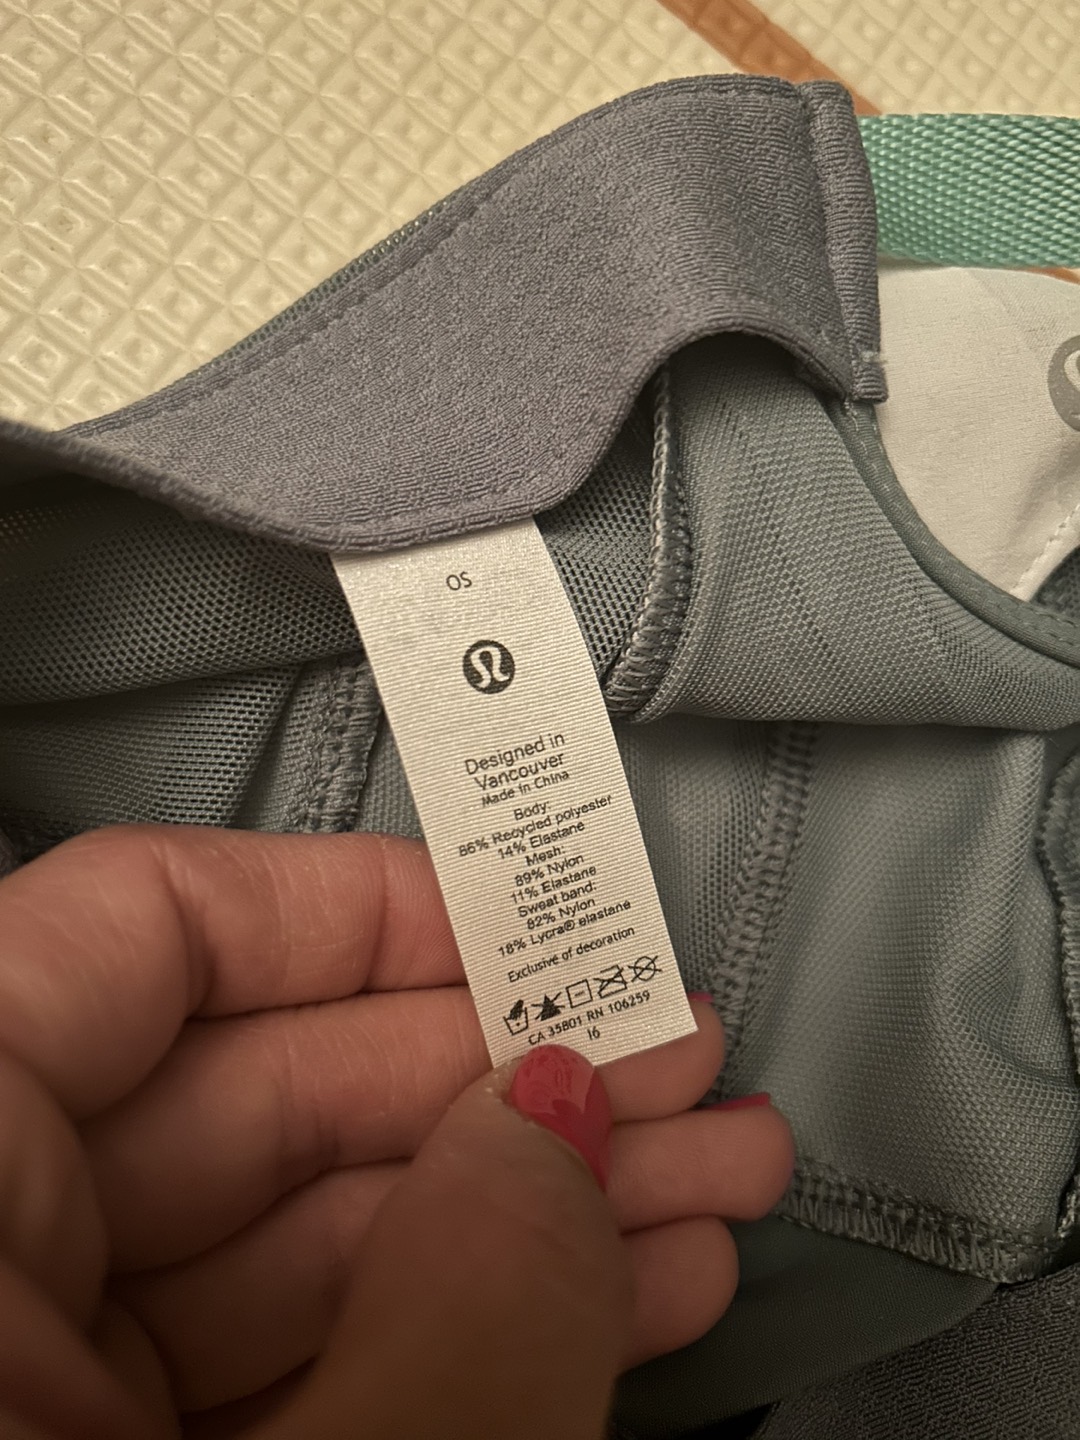 OS
Designed in
Vancouver
Made in China
Body:
86% Recycled polyester
14% Elastane
Mesh:
89% Nylon
11% Elastane
Sweat band:
82% Nylon
18% Lycra® elastane
Exclusive of decoration
CA 35801 RN 106259
16